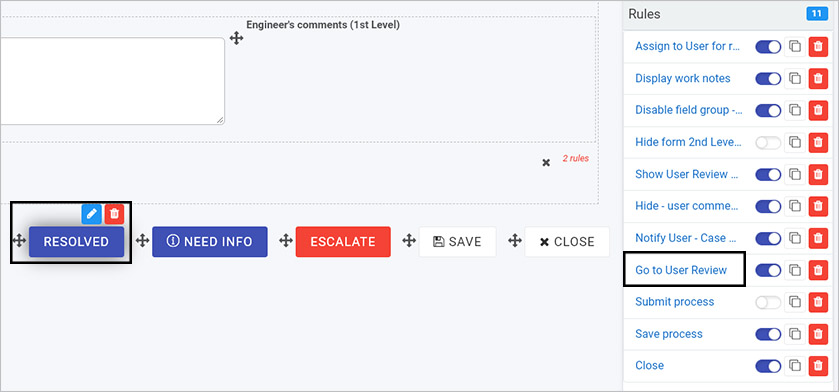 Engineer's comments (1st Level)
2 rules
RESOLVED
NEED INFO
ESCALATE
SAVE
CLOSE
Rules
11
Assign to User for r...
Display work notes
Disable field group -...
Hide form 2nd Leve...
Show User Review ...
Hide - user comme...
Notify User - Case ...
Go to User Review
Submit process
Save process
Close